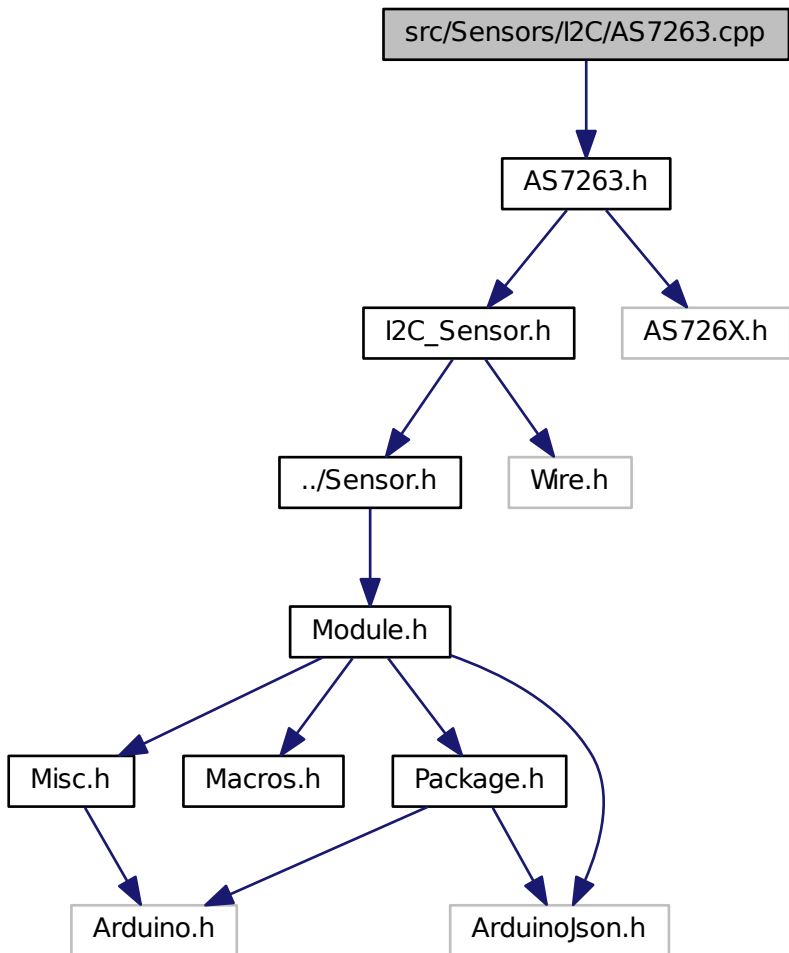 src/Sensors/I2C/AS7263.cpp
AS7263.h
I2C_Sensor.h
AS726X.h
../Sensor.h
Wire.h
Module.h
Misc.h
Macros.h
Package.h
Arduino.h
ArduinoJson.h